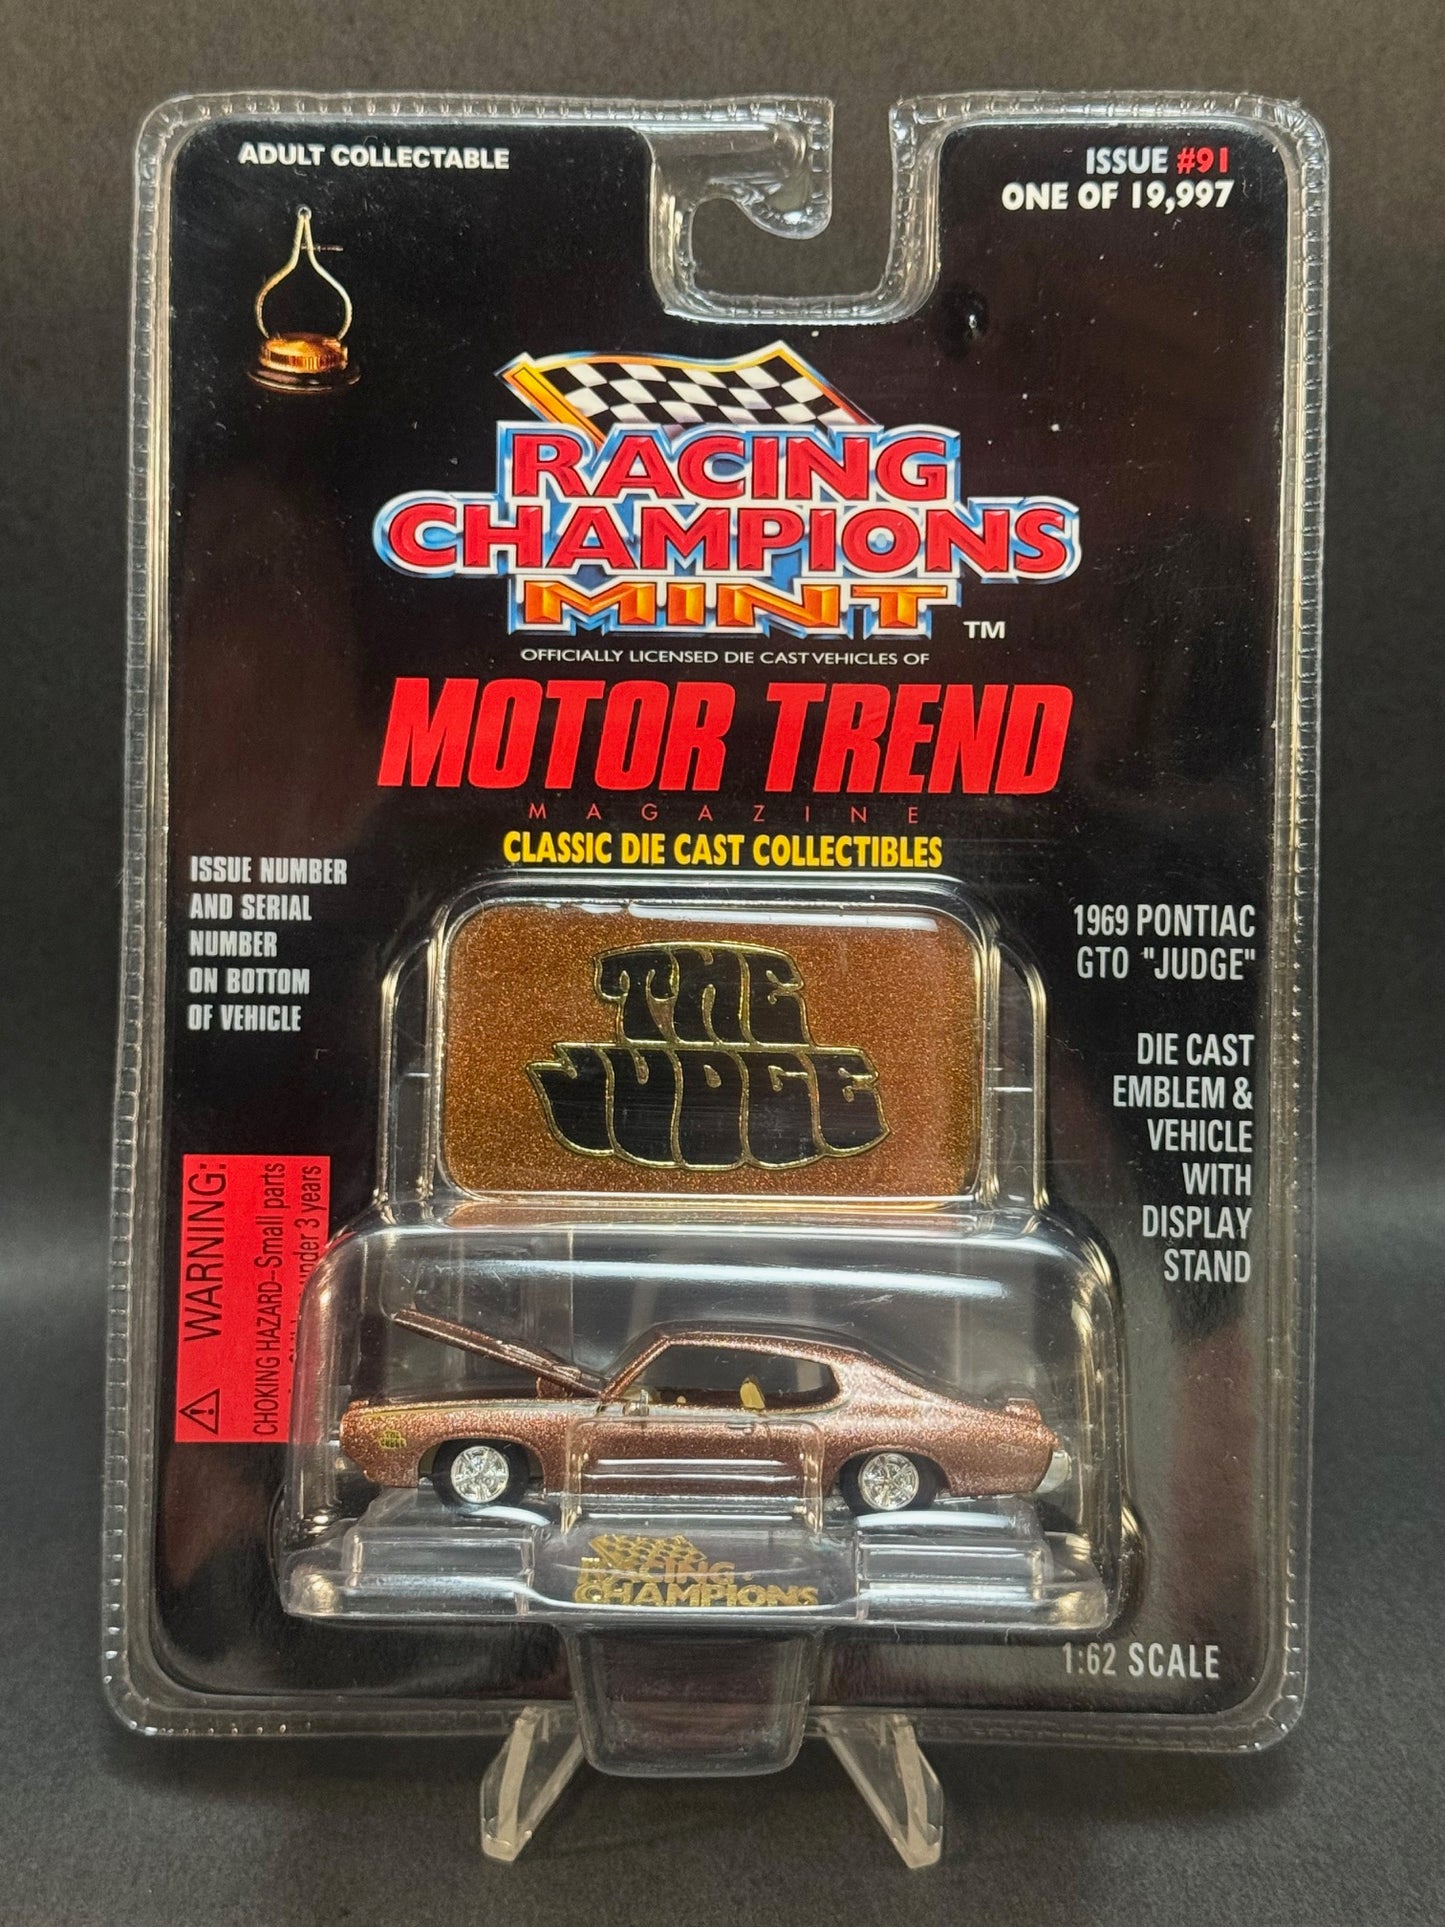 ADULT COLLECTABLE
ISSUE #91
ONE OF 19,997
RACING
CHAMPIONS
MINT TM
OFFICIALLY LICENSED DIE CAST VEHICLES OF
MOTOR TREND
MAGAZINE
CLASSIC DIE CAST COLLECTIBLES
ISSUE NUMBER
AND SERIAL
NUMBER
ON BOTTOM
OF VEHICLE
THE
JUDGE
1969 PONTIAC
GTO "JUDGE"
DIE CAST
EMBLEM &
VEHICLE
WITH
DISPLAY
STAND
WARNING:
CHOKING HAZARD-Small parts
under 3 years
THE
JUDGE
RACING
CHAMPIONS
1:62 SCALE